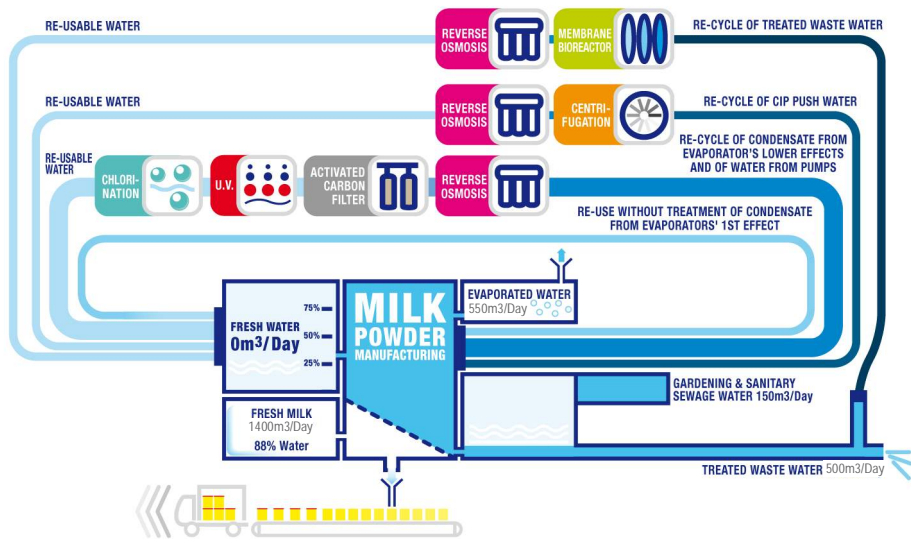 RE-USABLE WATER
REVERSE
OSMOSIS
MEMBRANE
BIOREACTOR
RE-CYCLE OF TREATED WASTE WATER
RE-USABLE WATER
REVERSE
OSMOSIS
CENTRI-
FUGATION
RE-CYCLE OF CIP PUSH WATER
RE-CYCLE OF CONDENSATE FROM
EVAPORATOR'S LOWER EFFECTS
AND OF WATER FROM PUMPS
RE-USABLE
WATER
CHLORI-
NATION
U.V.
ACTIVATED
CARBON
FILTER
REVERSE
OSMOSIS
RE-USE WITHOUT TREATMENT OF CONDENSATE
FROM EVAPORATORS' 1ST EFFECT
75%
FRESH WATER
0m³/Day
50%
25%
MILK
POWDER
MANUFACTURING
EVAPORATED WATER
550m3/Day
FRESH MILK
1400m3/Day
88% Water
GARDENING & SANITARY
SEWAGE WATER 150m3/Day
TREATED WASTE WATER 500m3/Day